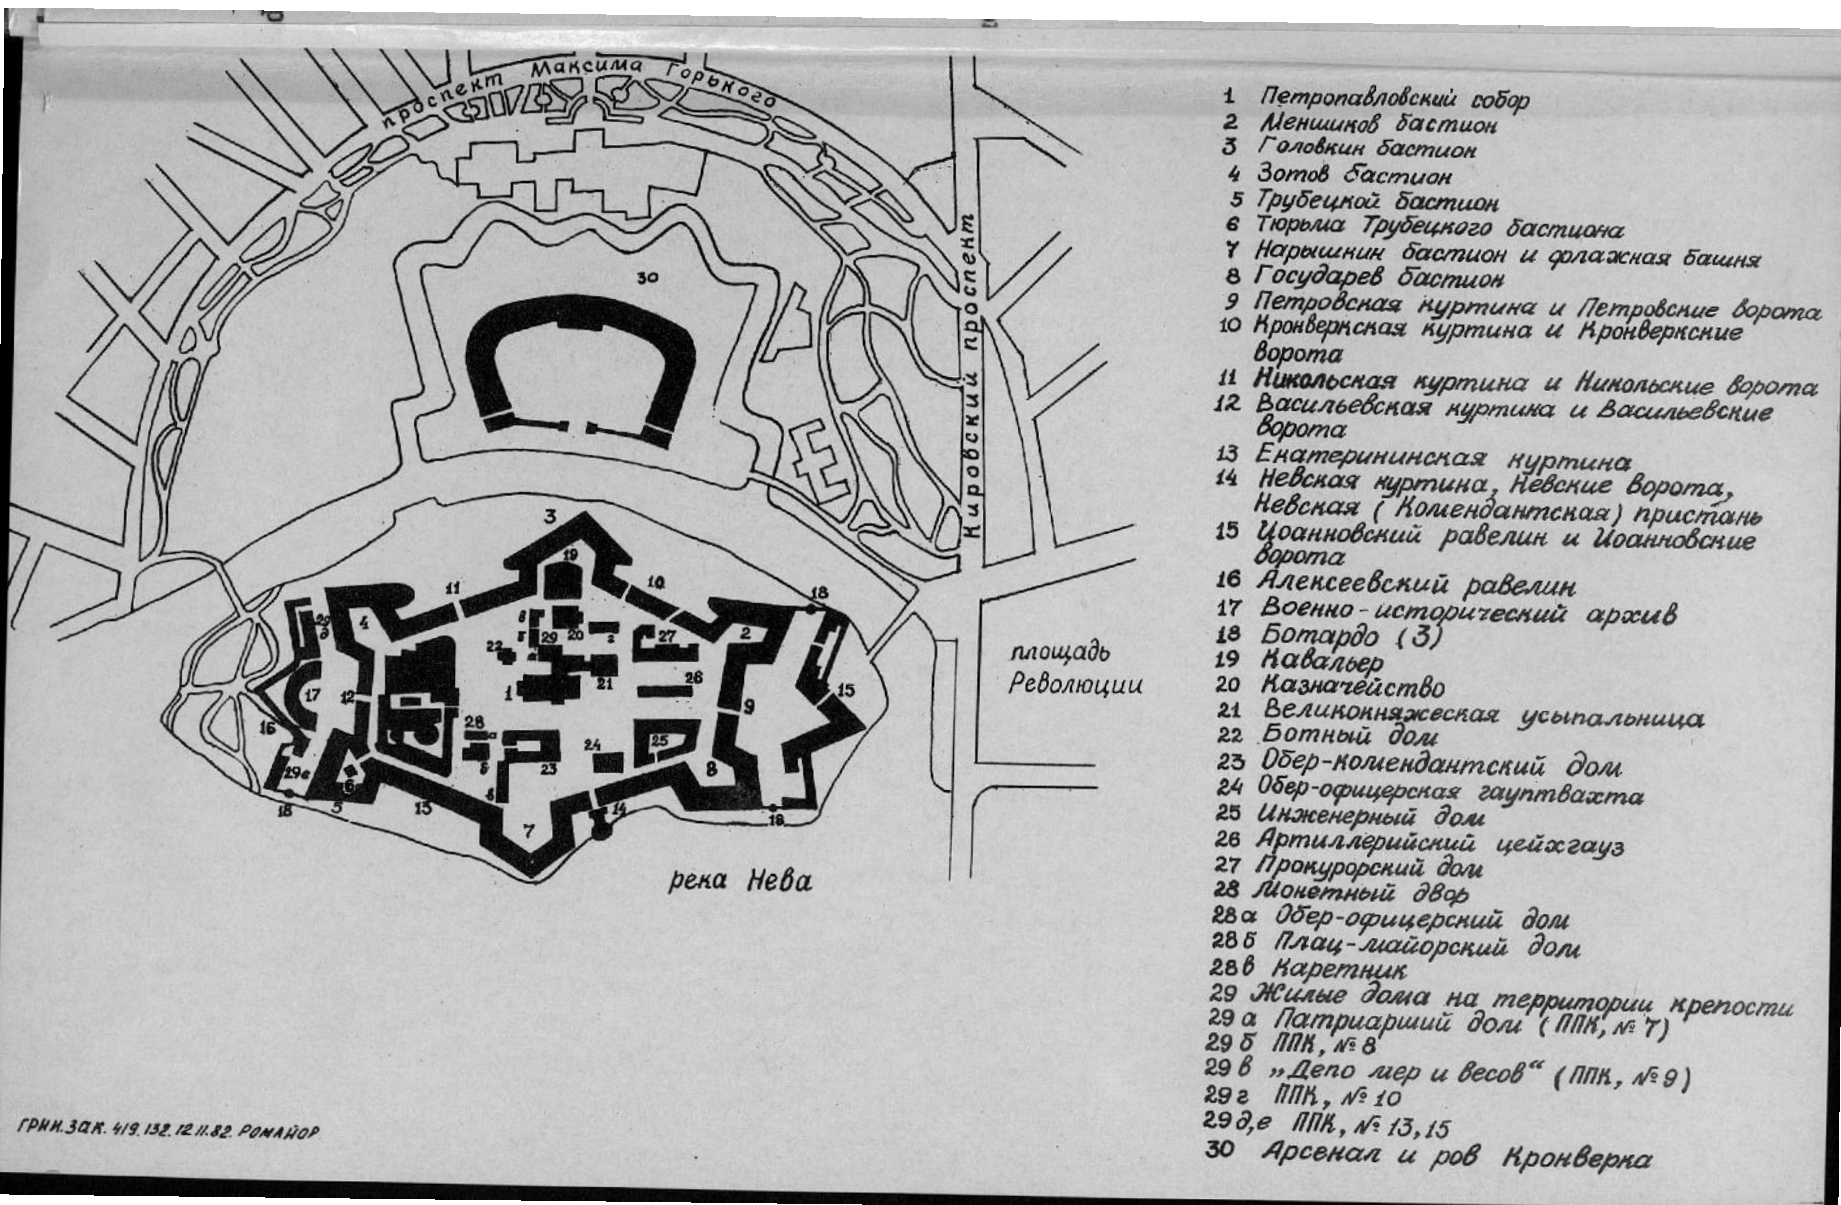 проспект Максима Горького
Кировский проспект
30
3
19
11
10
18
4
29
д
в
б
29
20
г
27
2
22
а
21
26
1
17
12
15
9
16
28
а
24
25
29е
6
б
23
8
18
5
13
в
7
14
18
площадь
Революции
река Нева
1 Петропавловский собор
2 Меншиков бастион
3 Головкин бастион
4 Зотов бастион
5 Трубецкой бастион
6 Тюрьма Трубецкого бастиона
7 Нарышкин бастион и флажная башня
8 Государев бастион
9 Петровская куртина и Петровские ворота
10 Кронверкская куртина и Кронверкские
ворота
11 Никольская куртина и Никольские ворота
12 Васильевская куртина и Васильевские
ворота
13 Екатерининская куртина
14 Невская куртина, Невские ворота,
Невская (Комендантская) пристань
15 Иоанновский равелин и Иоанновские
ворота
16 Алексеевский равелин
17 Военно-исторический архив
18 Ботардо (3)
19 Кавальер
20 Казначейство
21 Великокняжеская усыпальница
22 Ботный дом
23 Обер-комендантский дом
24 Обер-офицерская гауптвахта
25 Инженерный дом
26 Артиллерийский цейхгауз
27 Прокурорский дом
28 Монетный двор
28а Обер-офицерский дом
28б Плац-майорский дом
28в Каретник
29 Жилые дома на территории крепости
29а Патриарший дом (ППК, № 7)
29б ППК, № 8
29в „Депо мер и весов“ (ППК, № 9)
29г ППК, № 10
29д,е ППК, № 13,15
30 Арсенал и ров Кронверка
ГРИН. Зак. 419. 132. 12.11.82. РОМАЙОР